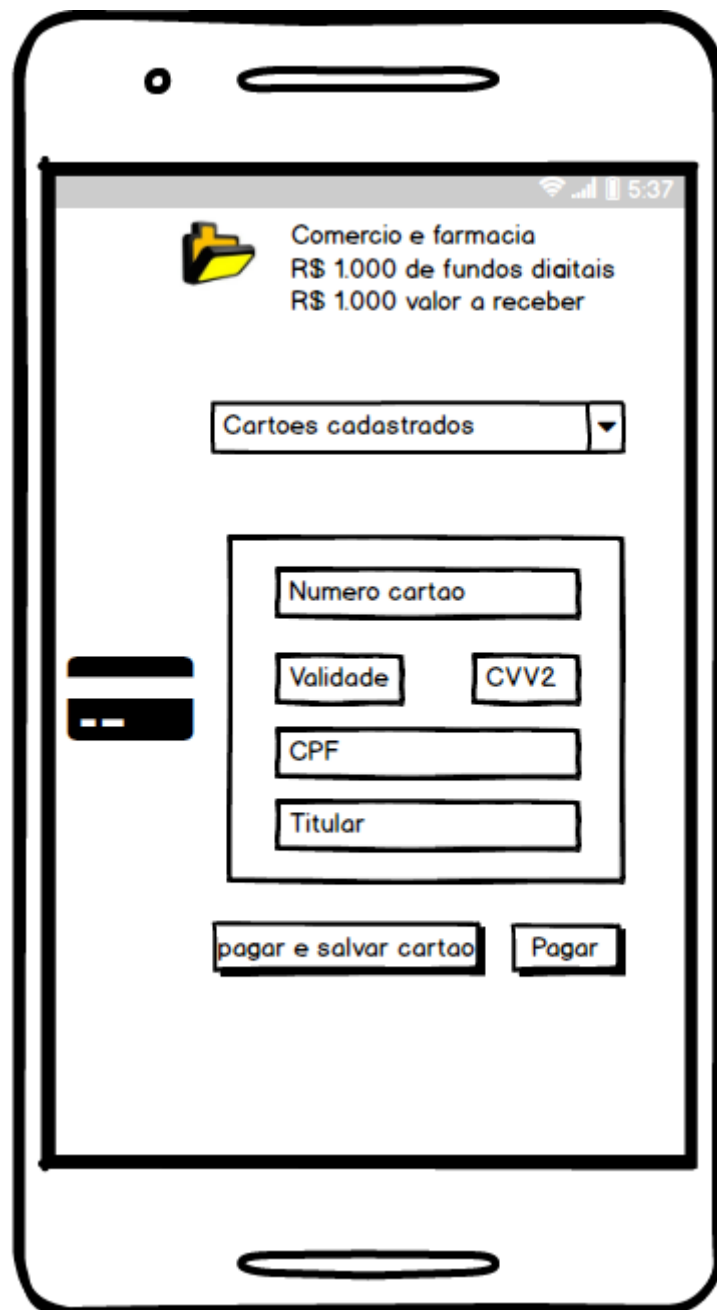 5:37
Comercio e farmacia
R$ 1.000 de fundos digitais
R$ 1.000 valor a receber
Cartoes cadastrados
Numero cartao
Validade CVV2
CPF
Titular
pagar e salvar cartao Pagar